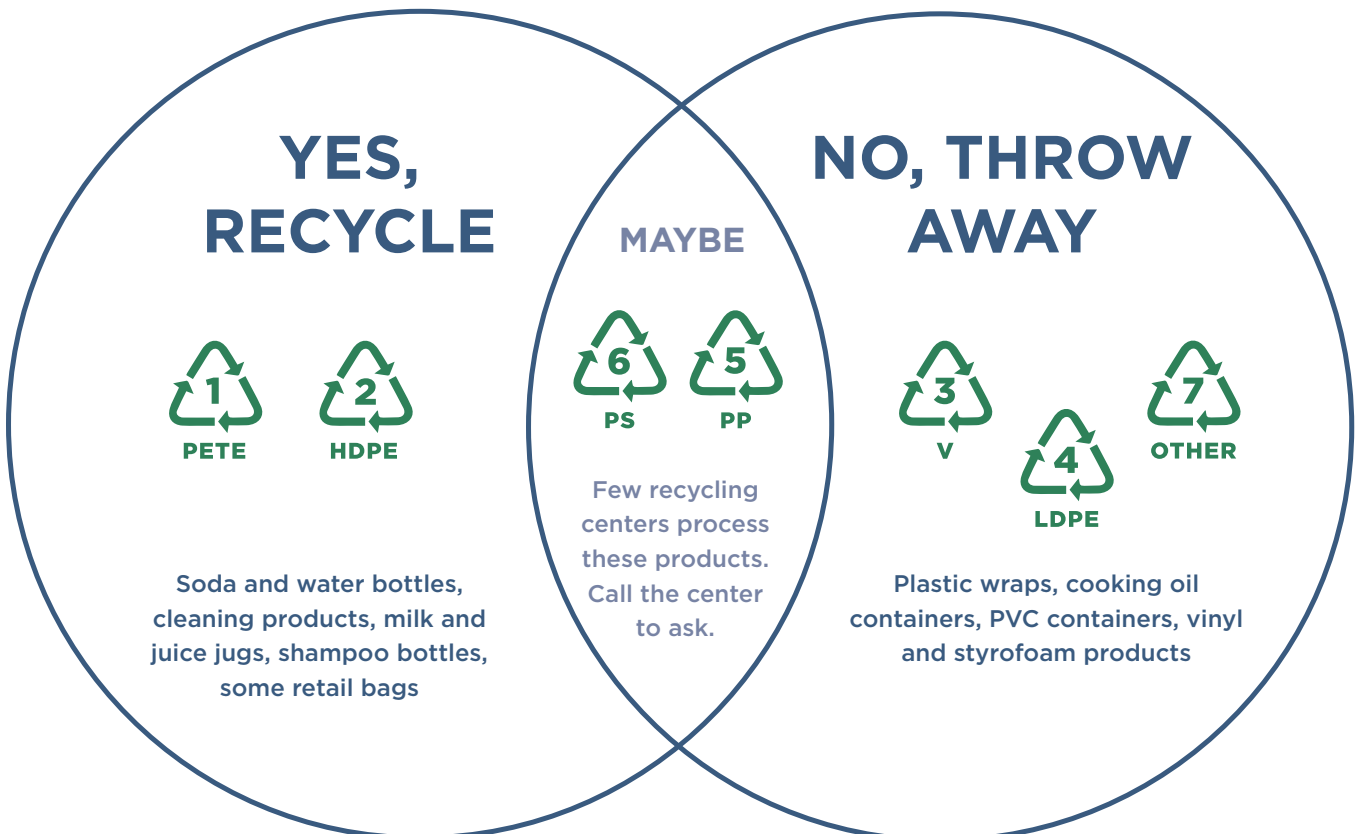 YES,
RECYCLE
1
PETE
2
HDPE
Soda and water bottles,
cleaning products, milk and
juice jugs, shampoo bottles,
some retail bags
MAYBE
6
PS
5
PP
Few recycling
centers process
these products.
Call the center
to ask.
NO, THROW
AWAY
3
V
4
LDPE
7
OTHER
Plastic wraps, cooking oil
containers, PVC containers, vinyl
and styrofoam products